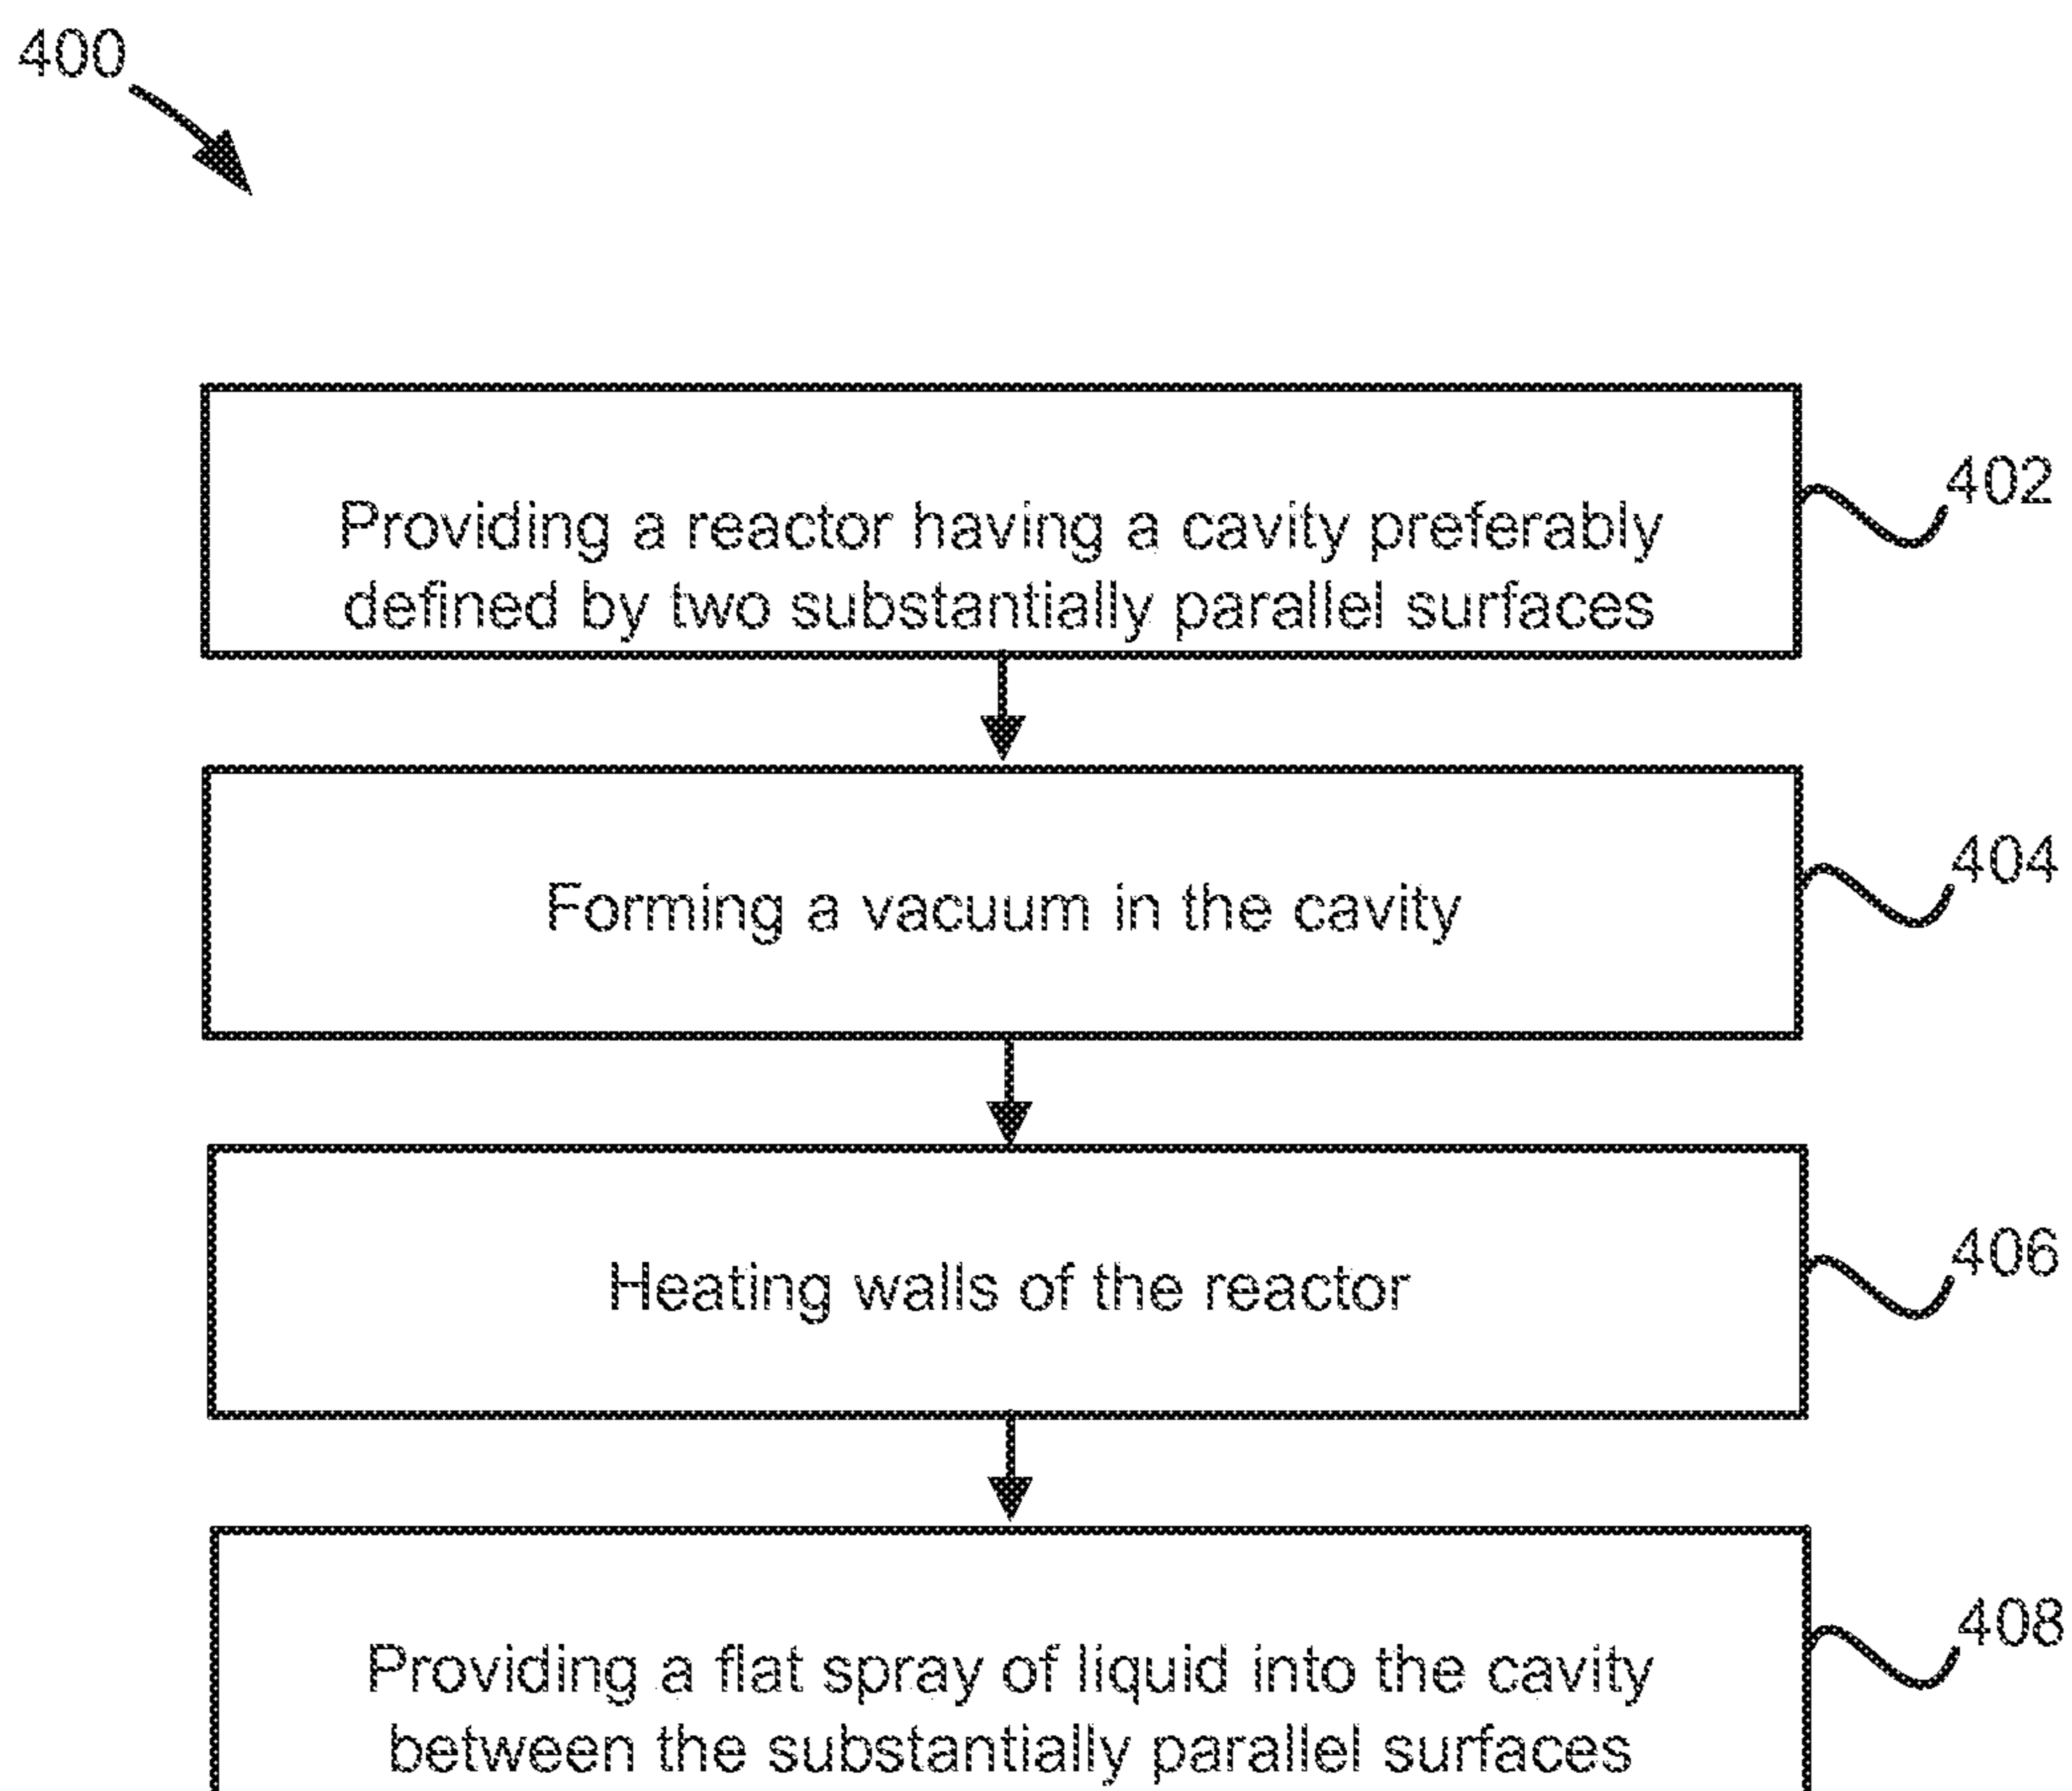 400
Providing a reactor having a cavity preferably
defined by two substantially parallel surfaces
402
Forming a vacuum in the cavity
404
Heating walls of the reactor
406
Providing a flat spray of liquid into the cavity
between the substantially parallel surfaces
408